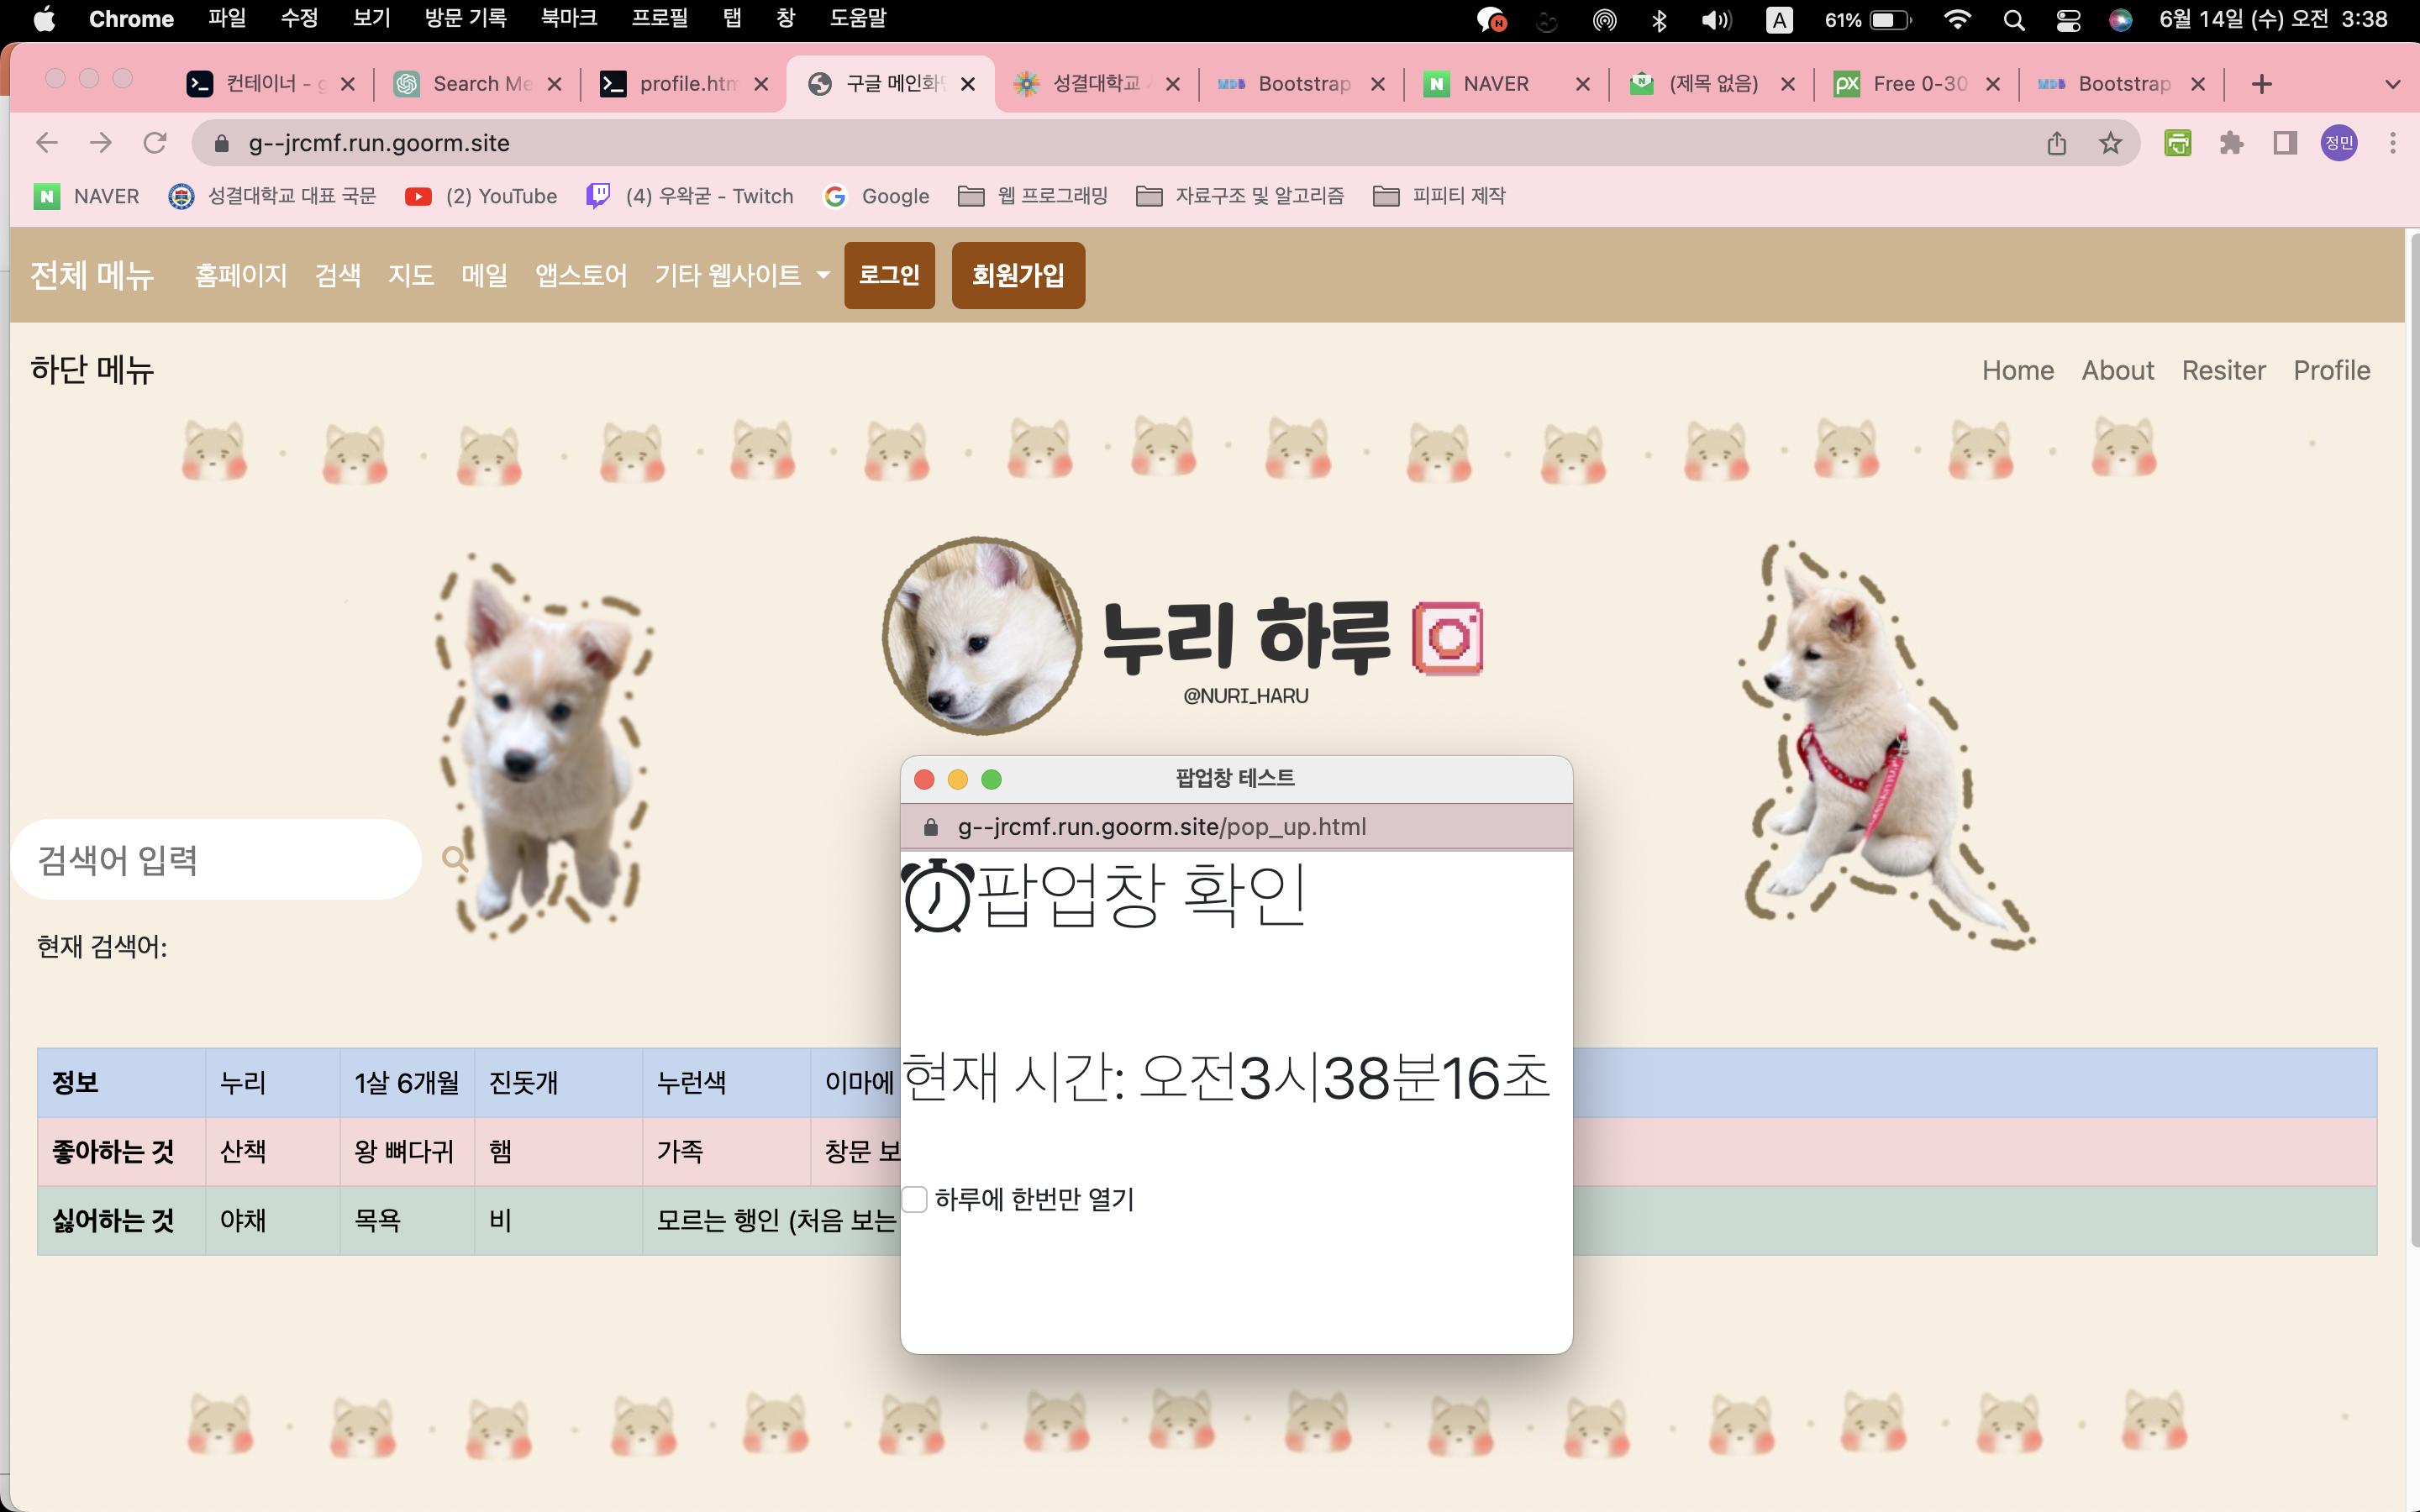 Chrome 파일 수정 보기 방문 기록 북마크 프로필 탭 창 도움말 A 61% 6월 14일 (수) 오전 3:38
컨테이너 - g Search Me profile.htm 구글 메인화면 성결대학교 Bootstrap NAVER (제목 없음) Free 0-30 Bootstrap
g--jrcmf.run.goorm.site 정민
NAVER 성결대학교 대표 국문 (2) YouTube (4) 우왁굳 - Twitch Google 웹 프로그래밍 자료구조 및 알고리즘 피피티 제작
전체 메뉴 홈페이지 검색 지도 메일 앱스토어 기타 웹사이트 로그인 회원가입
하단 메뉴 Home About Resiter Profile
누리 하루
@NURI_HARU
팝업창 테스트
g--jrcmf.run.goorm.site/pop_up.html
팝업창 확인
현재 시간: 오전3시38분16초
하루에 한번만 열기
검색어 입력
현재 검색어:
정보 누리 1살 6개월 진돗개 누런색 이마에
좋아하는 것 산책 왕 뼈다귀 햄 가족 창문 보
싫어하는 것 야채 목욕 비 모르는 행인 (처음 보는